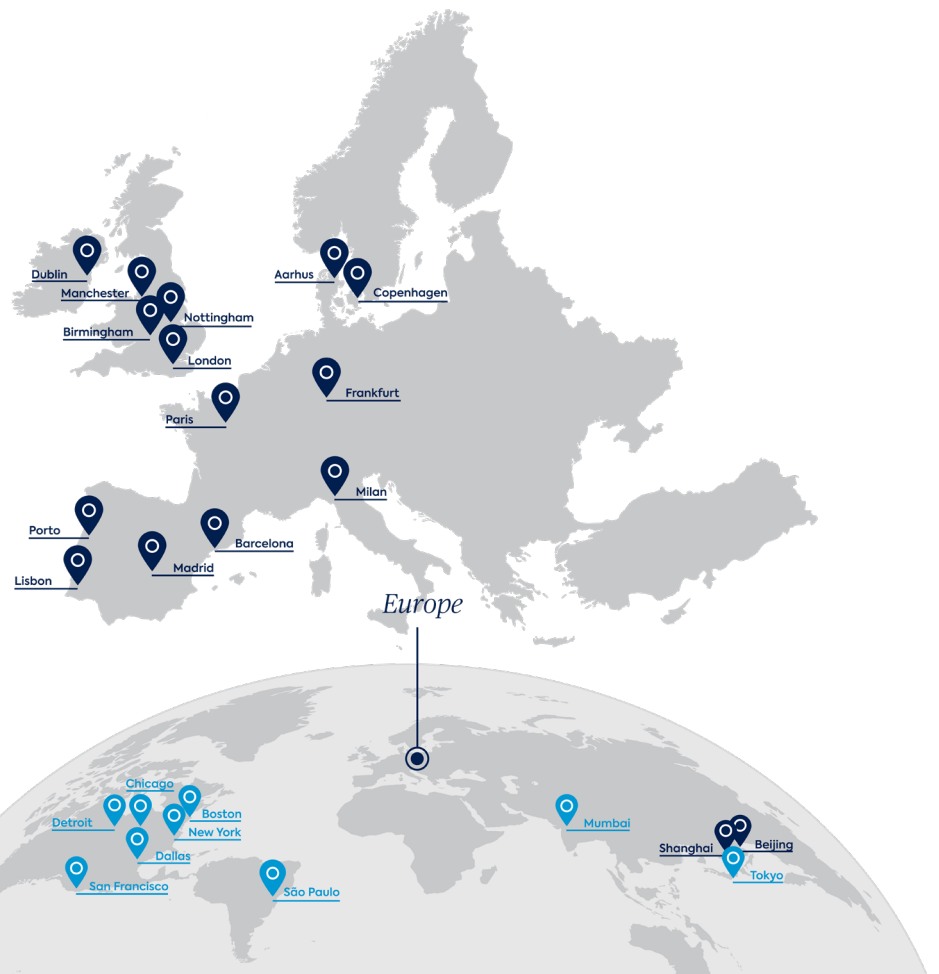 Dublin
Aarhus
Manchester
Copenhagen
Nottingham
Birmingham
London
Frankfurt
Paris
Milan
Porto
Barcelona
Madrid
Lisbon
Europe
Chicago
Boston
Detroit
New York
Mumbai
Shanghai
Beijing
Dallas
Tokyo
San Francisco
São Paulo